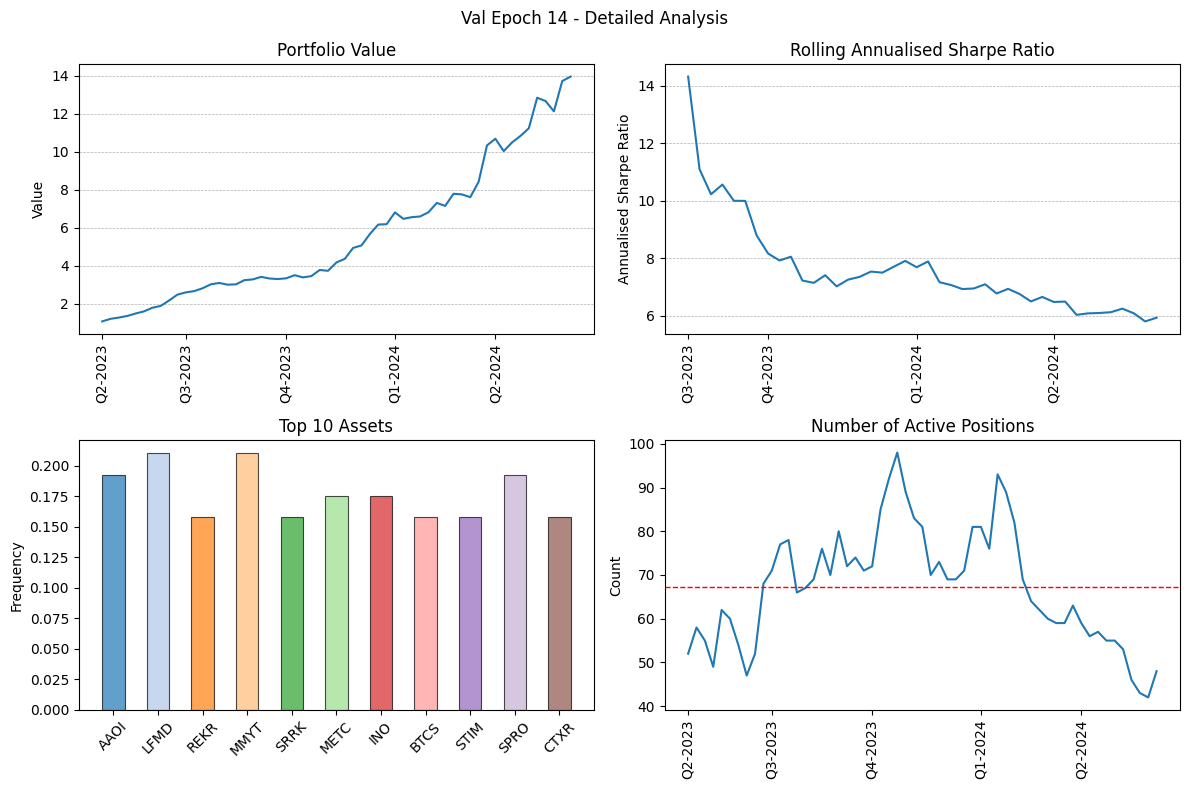 Val Epoch 14 - Detailed Analysis
Portfolio Value
Value
14
12
10
8
6
4
2
Q2-2023
Q3-2023
Q4-2023
Q1-2024
Q2-2024
Rolling Annualised Sharpe Ratio
Annualised Sharpe Ratio
14
12
10
8
6
Q3-2023
Q4-2023
Q1-2024
Q2-2024
Top 10 Assets
Frequency
0.200
0.175
0.150
0.125
0.100
0.075
0.050
0.025
0.000
AAOI
LFMD
REKR
MMYT
SRRK
METC
INO
BTCS
STIM
SPRO
CTXR
Number of Active Positions
Count
100
90
80
70
60
50
40
Q2-2023
Q3-2023
Q4-2023
Q1-2024
Q2-2024